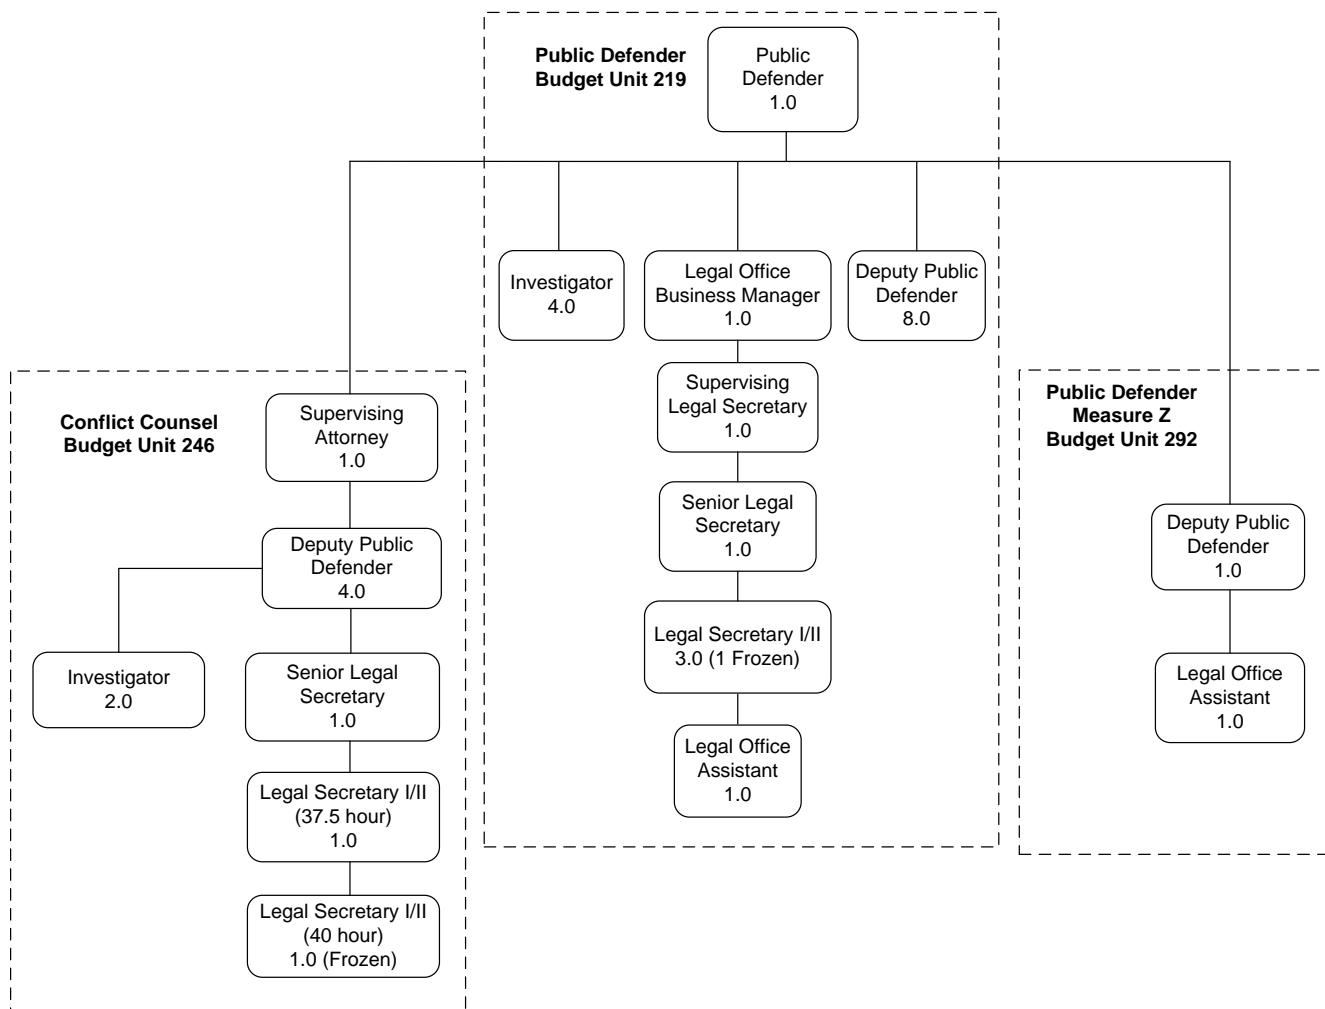 Public Defender
Budget Unit 219
Public
Defender
1.0
Investigator
4.0
Legal Office
Business Manager
1.0
Deputy Public
Defender
8.0
Supervising
Legal Secretary
1.0
Senior Legal
Secretary
1.0
Legal Secretary I/II
3.0 (1 Frozen)
Legal Office
Assistant
1.0
Conflict Counsel
Budget Unit 246
Supervising
Attorney
1.0
Deputy Public
Defender
4.0
Investigator
2.0
Senior Legal
Secretary
1.0
Legal Secretary I/II
(37.5 hour)
1.0
Legal Secretary I/II
(40 hour)
1.0 (Frozen)
Public Defender
Measure Z
Budget Unit 292
Deputy Public
Defender
1.0
Legal Office
Assistant
1.0